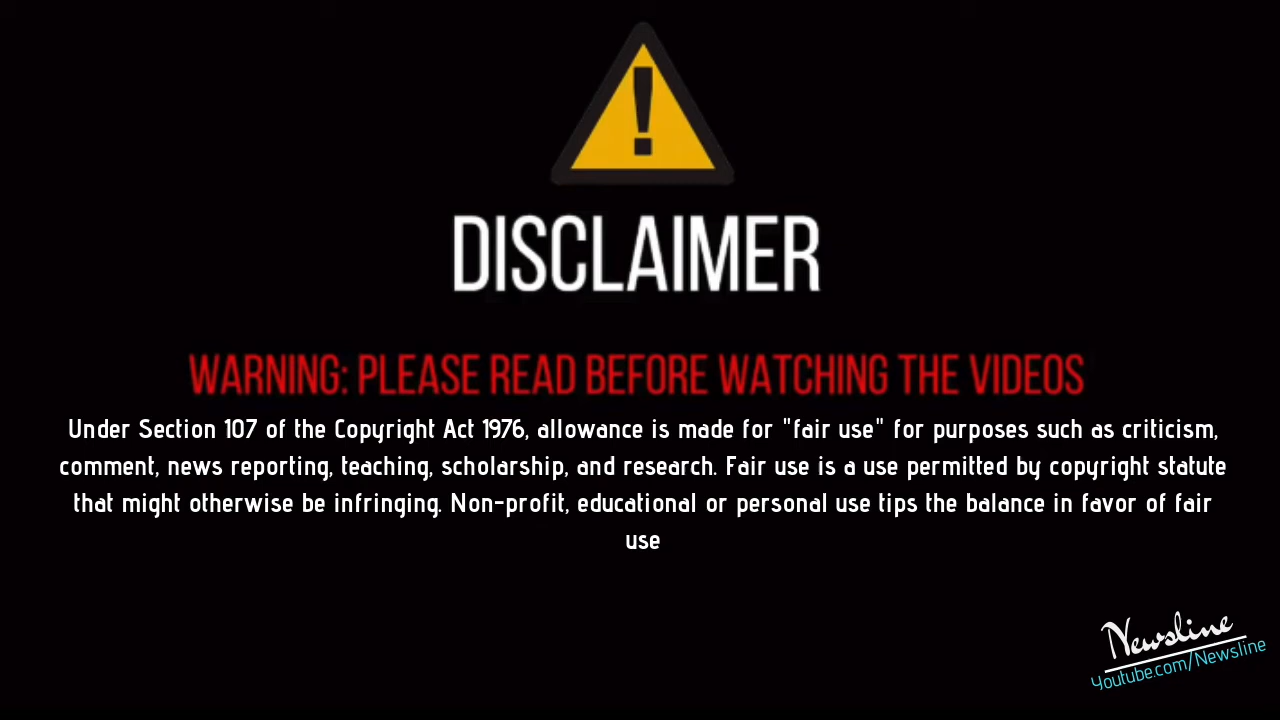 !
DISCLAIMER
WARNING: PLEASE READ BEFORE WATCHING THE VIDEOS
Under Section 107 of the Copyright Act 1976, allowance is made for "fair use" for purposes such as criticism,
comment, news reporting, teaching, scholarship, and research. Fair use is a use permitted by copyright statute
that might otherwise be infringing. Non-profit, educational or personal use tips the balance in favor of fair
use
Newsline
Youtube.com/Newsline